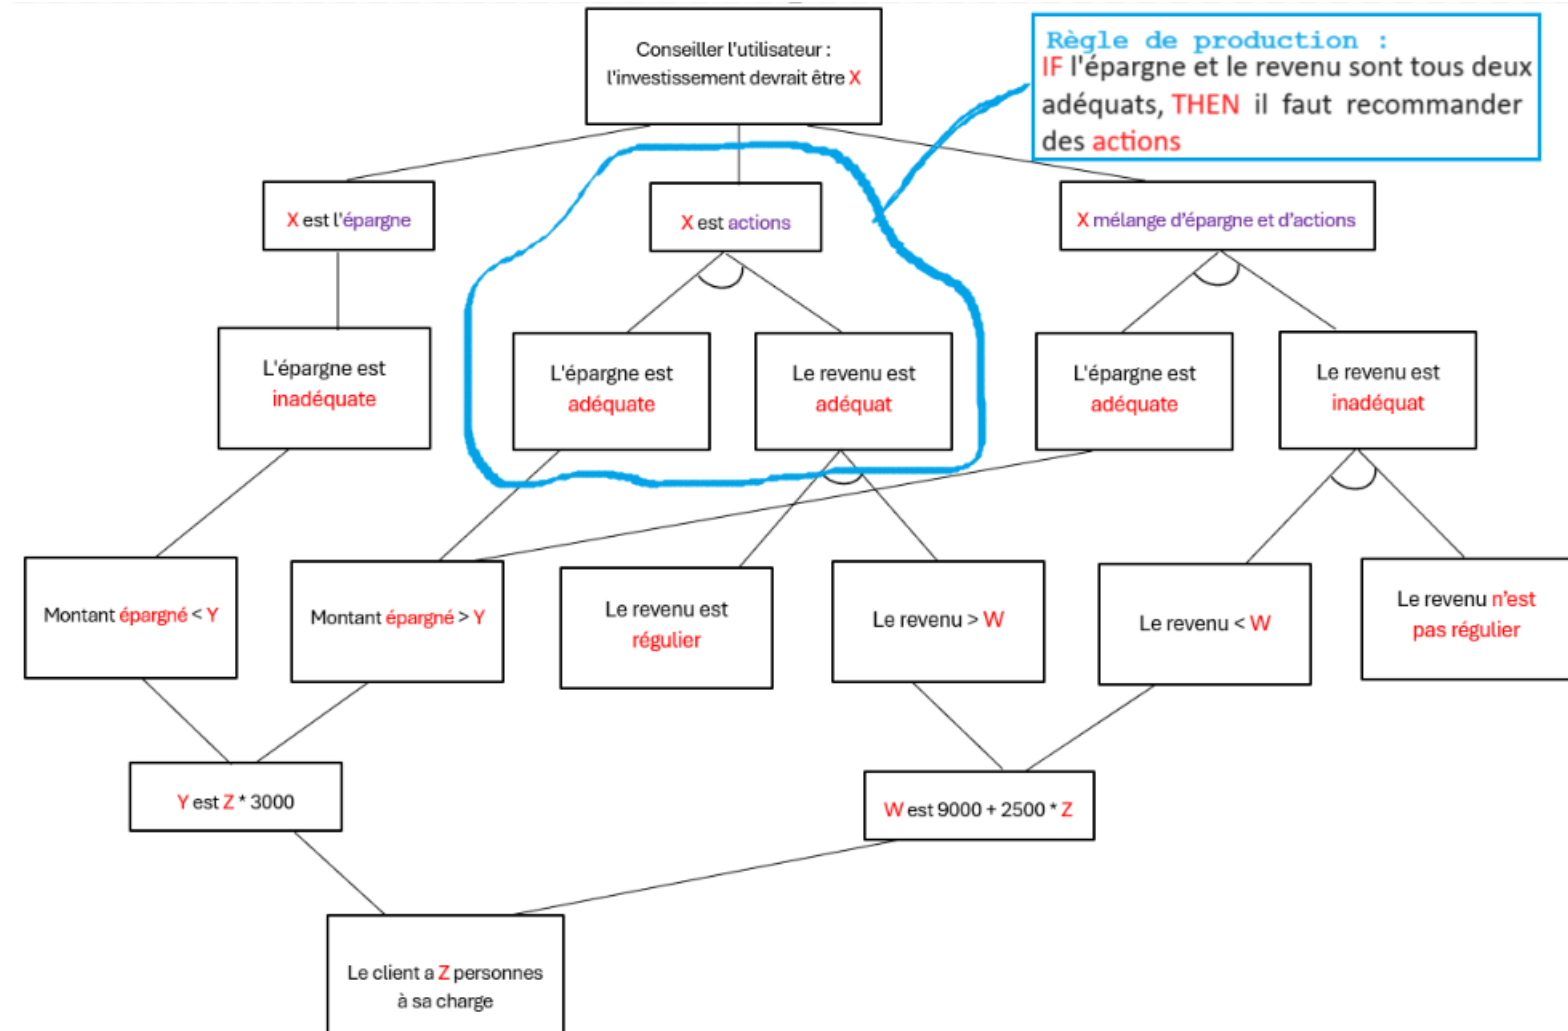 Conseiller l'utilisateur :
l'investissement devrait être X
Règle de production :
IF l'épargne et le revenu sont tous deux
adéquats, THEN il faut recommander
des actions
X est l'épargne
X est actions
X mélange d'épargne et d'actions
L'épargne est
inadéquate
L'épargne est
adéquate
Le revenu est
adéquat
L'épargne est
adéquate
Le revenu est
inadéquat
Montant épargné < Y
Montant épargné > Y
Le revenu est
régulier
Le revenu > W
Le revenu < W
Le revenu n'est
pas régulier
Y est Z * 3000
W est 9000 + 2500 * Z
Le client a Z personnes
à sa charge